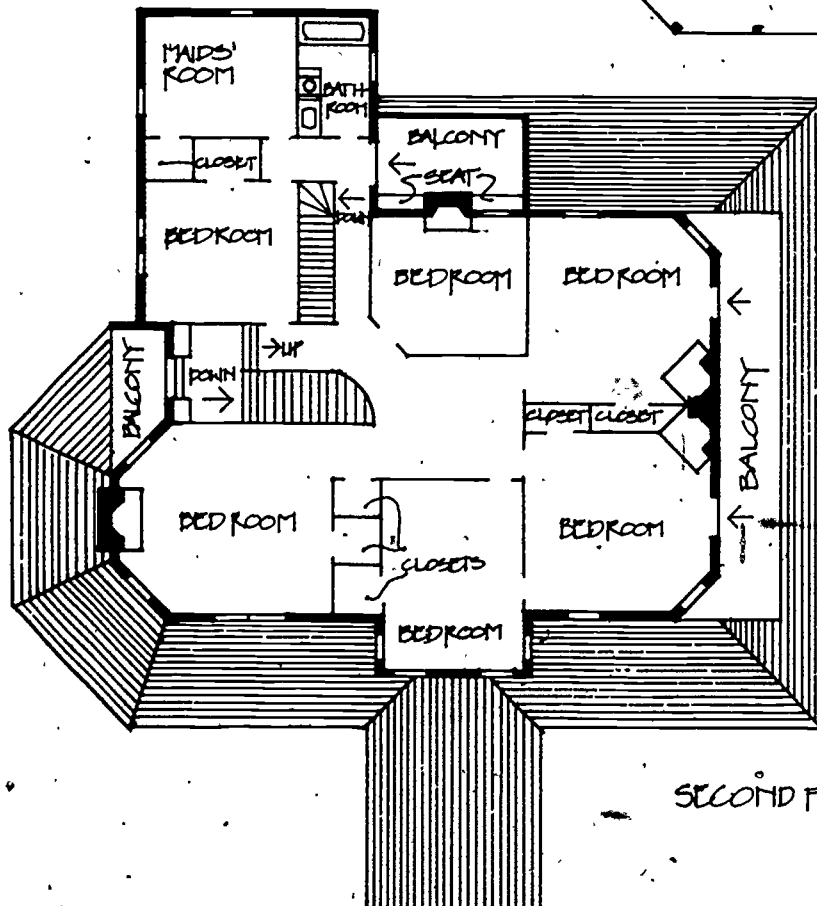 MAIDS'
ROOM
BATH
ROOM
BALCONY
CLOSET
SEAT
DOWN
BEDROOM
BEDROOM
BEDROOM
UP
DOWN
BALCONY
BALCONY
CLOSET CLOSET
BEDROOM
BEDROOM
CLOSETS
BEDROOM
SECOND F